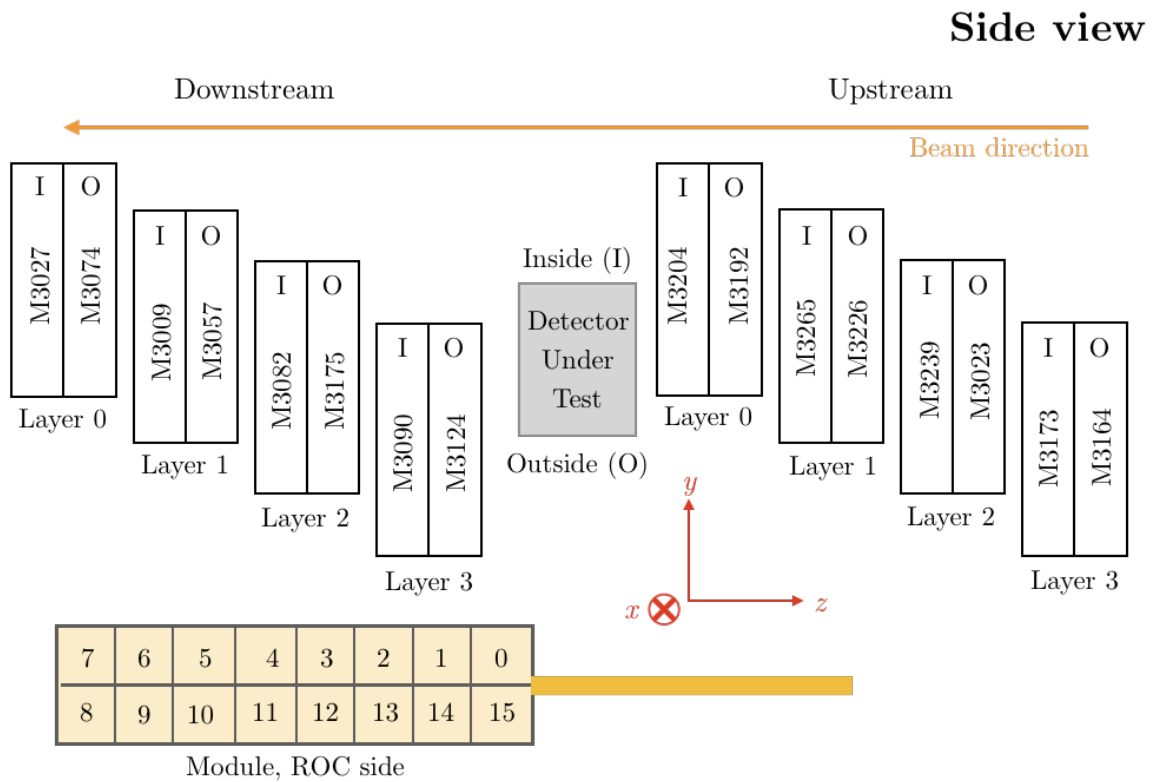 Side view
Downstream
Upstream
Beam direction
I O
M3027 M3074
Layer 0
I O
M3009 M3057
Layer 1
I O
M3082 M3175
Layer 2
I O
M3090 M3124
Layer 3
Inside (I)
Detector
Under
Test
Outside (O)
I O
M3204 M3192
Layer 0
I O
M3265 M3226
Layer 1
I O
M3239 M3023
Layer 2
I O
M3173 M3164
Layer 3
y
x
z
7 6 5 4 3 2 1 0
8 9 10 11 12 13 14 15
Module, ROC side